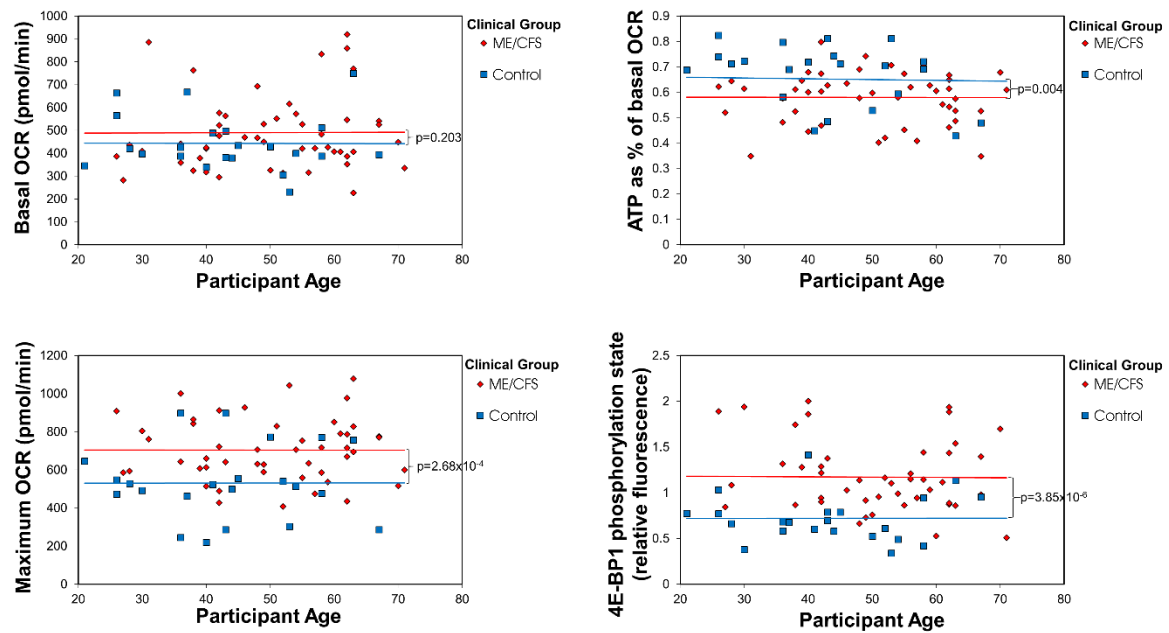 Basal OCR (pmol/min)
1000
900
800
700
600
500
400
300
200
100
0
20 30 40 50 60 70 80
Participant Age
Clinical Group
ME/CFS
Control
p=0.203
ATP as % of basal OCR
0.9
0.8
0.7
0.6
0.5
0.4
0.3
0.2
0.1
0
20 30 40 50 60 70 80
Participant Age
Clinical Group
ME/CFS
Control
p=0.004
Maximum OCR (pmol/min)
1200
1000
800
600
400
200
0
20 30 40 50 60 70 80
Participant Age
Clinical Group
ME/CFS
Control
p=2.68x10⁻⁴
4E-BP1 phosphorylation state
(relative fluorescence)
2.5
2
1.5
1
0.5
0
20 30 40 50 60 70 80
Participant Age
Clinical Group
ME/CFS
Control
p=3.85x10⁻⁶